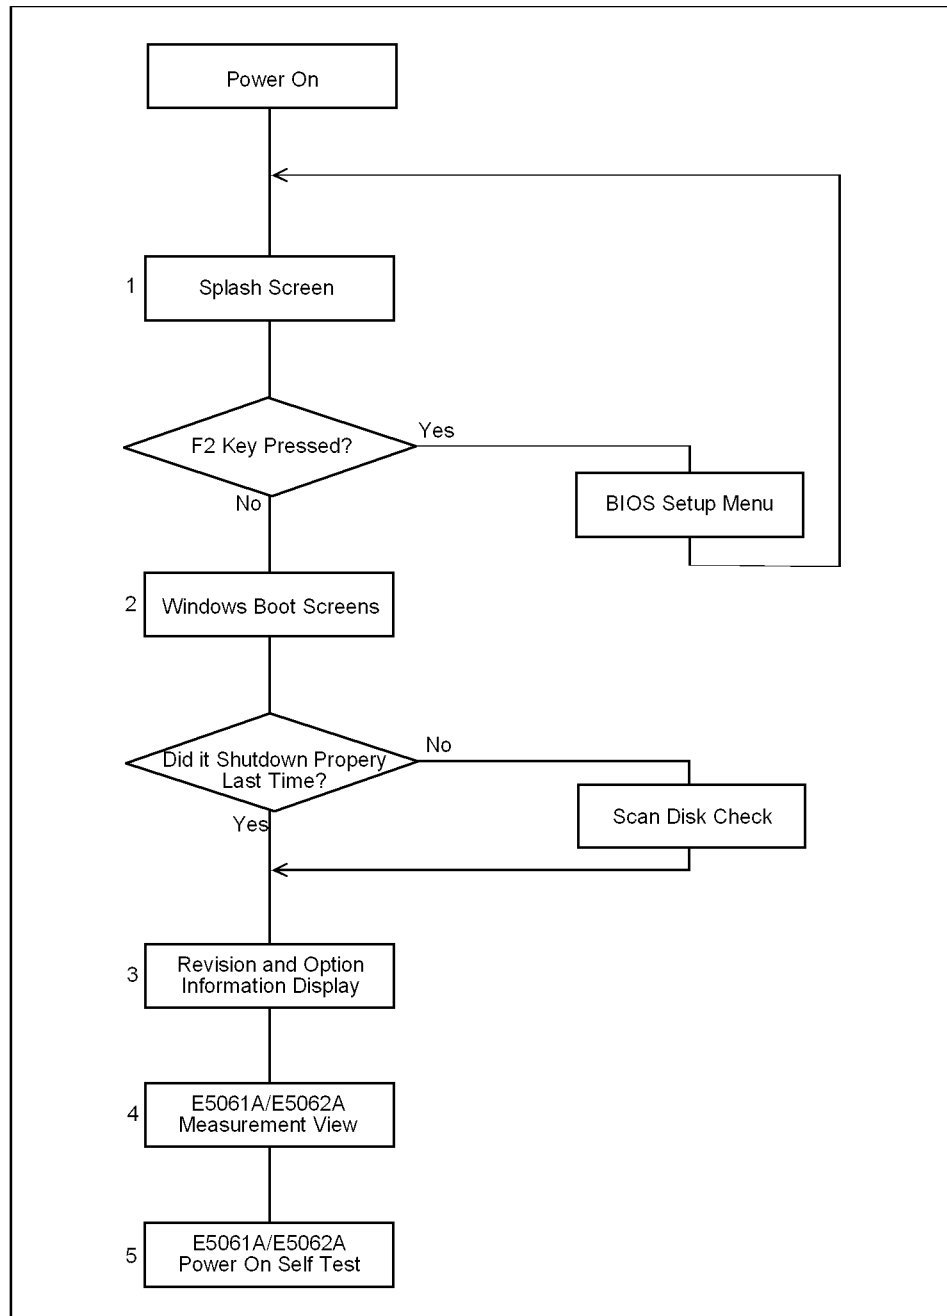 Power On
1
Splash Screen
F2 Key Pressed?
Yes
No
BIOS Setup Menu
2
Windows Boot Screens
Did it Shutdown Propery
Last Time?
No
Yes
Scan Disk Check
3
Revision and Option
Information Display
4
E5061A/E5062A
Measurement View
5
E5061A/E5062A
Power On Self Test